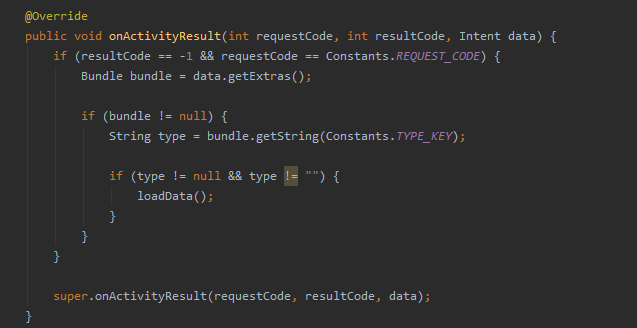 @Override
public void onActivityResult(int requestCode, int resultCode, Intent data) {
if (resultCode == -1 && requestCode == Constants.REQUEST_CODE) {
Bundle bundle = data.getExtras();
if (bundle != null) {
String type = bundle.getString(Constants.TYPE_KEY);
if (type != null && type != "") {
loadData();
}
}
}
super.onActivityResult(requestCode, resultCode, data);
}